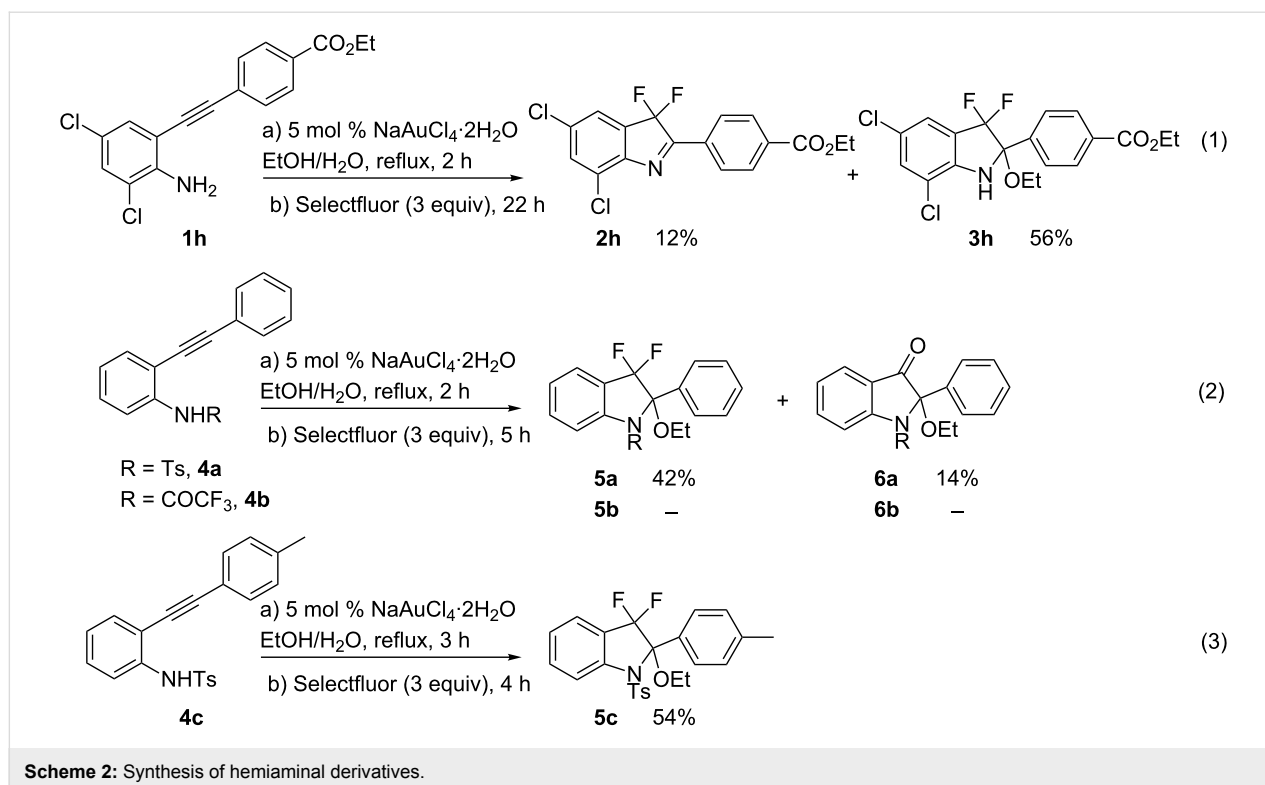 CO₂Et
Cl
NH₂
Cl
1h
a) 5 mol % NaAuCl₄·2H₂O
EtOH/H₂O, reflux, 2 h
b) Selectfluor (3 equiv), 22 h
F F
Cl
N
Cl
CO₂Et
2h 12%
+
F F
Cl
N
H
OEt
Cl
CO₂Et
3h 56%
(1)
NHR
R = Ts, 4a
R = COCF₃, 4b
a) 5 mol % NaAuCl₄·2H₂O
EtOH/H₂O, reflux, 2 h
b) Selectfluor (3 equiv), 5 h
F F
N
R
OEt
5a 42%
5b –
+
O
N
R
OEt
6a 14%
6b –
(2)
NHTs
4c
a) 5 mol % NaAuCl₄·2H₂O
EtOH/H₂O, reflux, 3 h
b) Selectfluor (3 equiv), 4 h
F F
N
Ts
OEt
5c 54%
(3)
Scheme 2: Synthesis of hemiaminal derivatives.